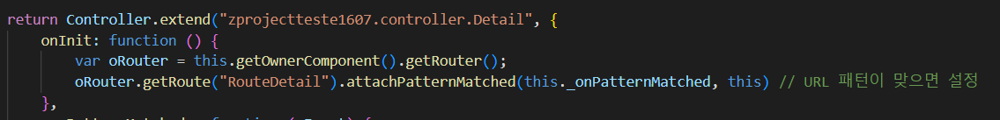 return Controller.extend("zprojectteste1607.controller.Detail", {
onInit: function () {
var oRouter = this.getOwnerComponent().getRouter();
oRouter.getRoute("RouteDetail").attachPatternMatched(this._onPatternMatched, this) // URL 패턴이 맞으면 설정
},